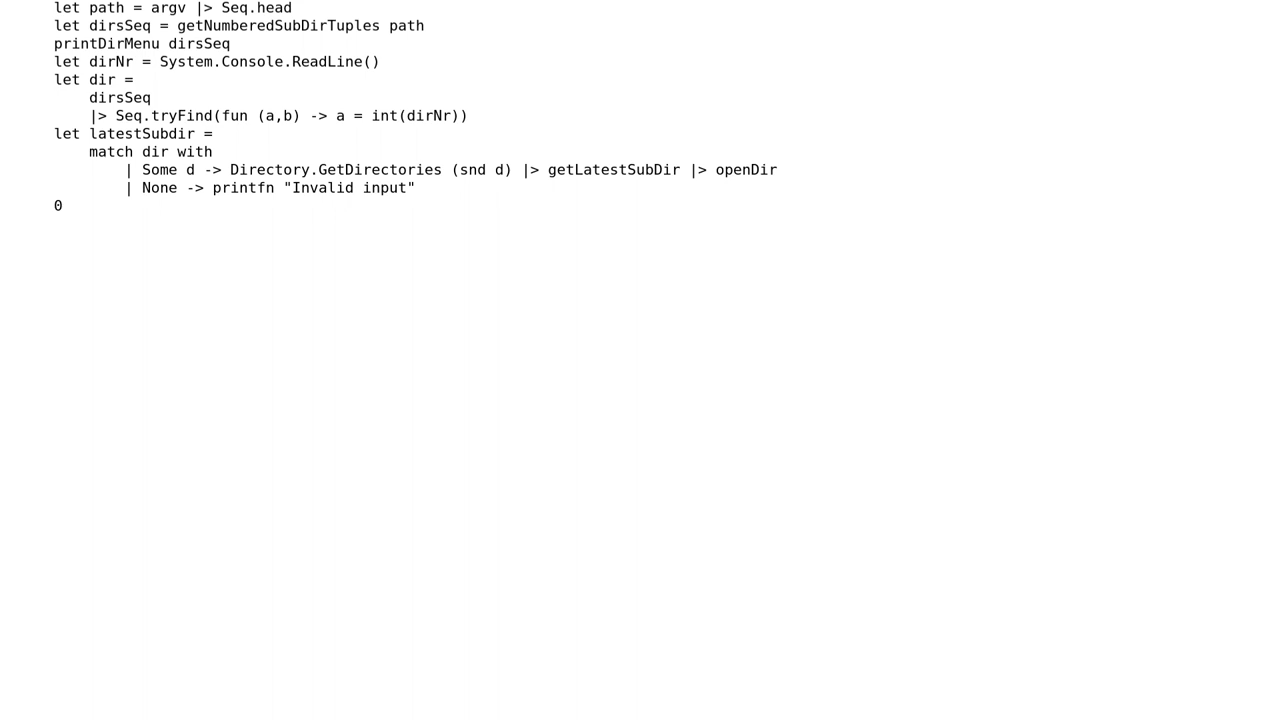 let path = argv |> Seq.head
let dirsSeq = getNumberedSubDirTuples path
printDirMenu dirsSeq
let dirNr = System.Console.ReadLine()
let dir =
    dirsSeq
    |> Seq.tryFind(fun (a,b) -> a = int(dirNr))
let latestSubdir =
    match dir with
        | Some d -> Directory.GetDirectories (snd d) |> getLatestSubDir |> openDir
        | None -> printfn "Invalid input"
0